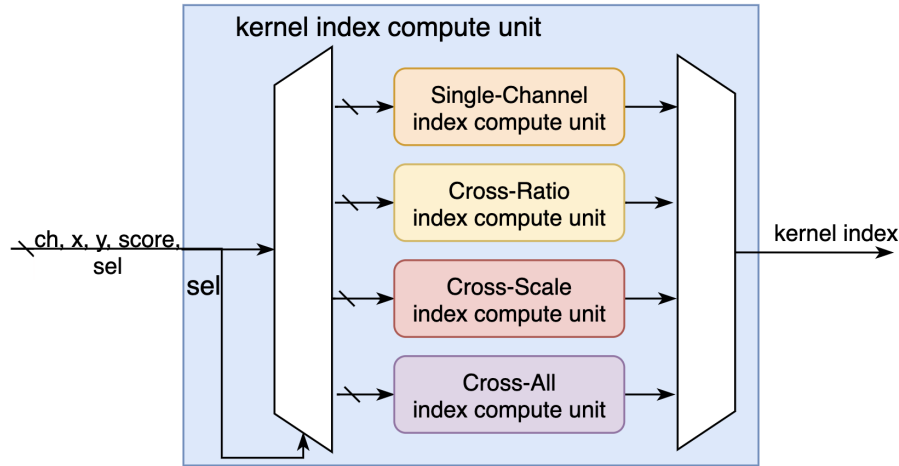 kernel index compute unit
Single-Channel
index compute unit
Cross-Ratio
index compute unit
ch, x, y, score,
sel
sel
kernel index
Cross-Scale
index compute unit
Cross-All
index compute unit